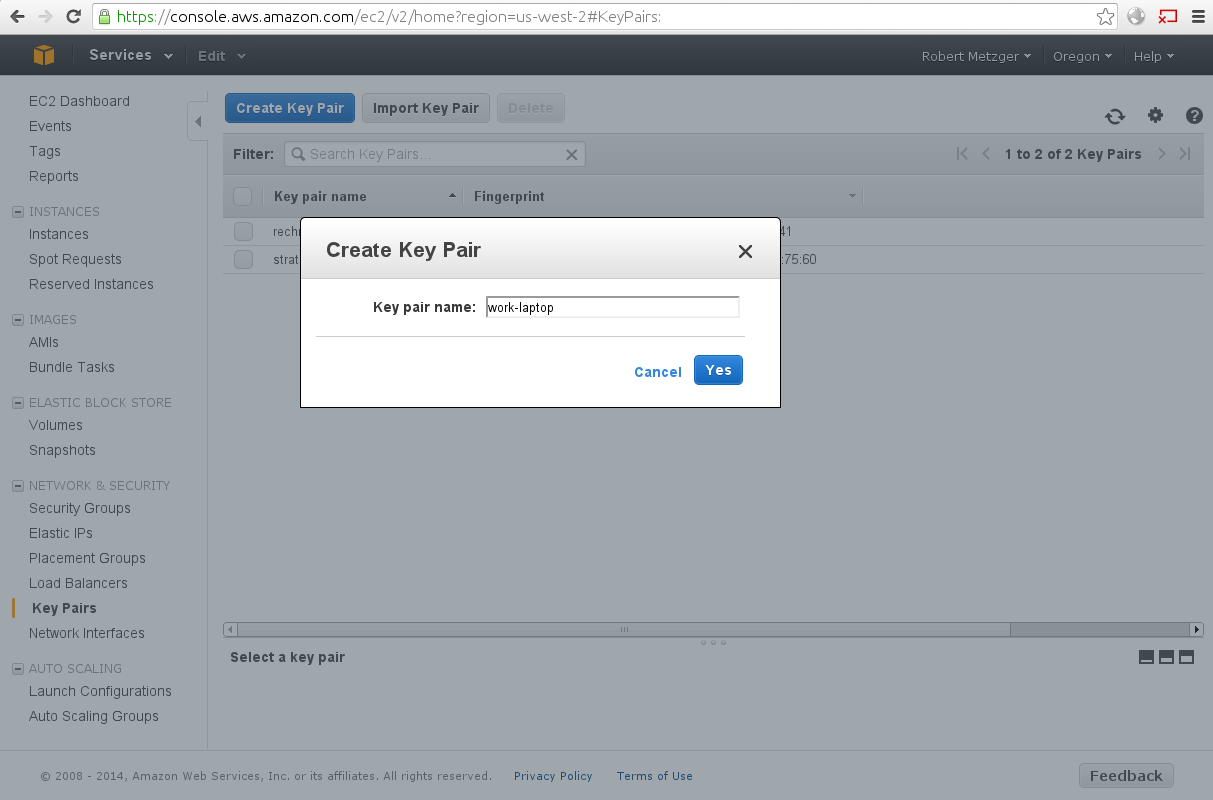 https://console.aws.amazon.com/ec2/v2/home?region=us-west-2#KeyPairs:
Services Edit Robert Metzger Oregon Help
EC2 Dashboard
Events
Tags
Reports
INSTANCES
Instances
Spot Requests
Reserved Instances
IMAGES
AMIs
Bundle Tasks
ELASTIC BLOCK STORE
Volumes
Snapshots
NETWORK & SECURITY
Security Groups
Elastic IPs
Placement Groups
Load Balancers
Key Pairs
Network Interfaces
AUTO SCALING
Launch Configurations
Auto Scaling Groups
Create Key Pair Import Key Pair Delete
Filter: Search Key Pairs... 1 to 2 of 2 Key Pairs
Key pair name Fingerprint
41
:75:60
Create Key Pair
Key pair name: work-laptop
Cancel Yes
Select a key pair
© 2008 - 2014, Amazon Web Services, Inc. or its affiliates. All rights reserved. Privacy Policy Terms of Use Feedback